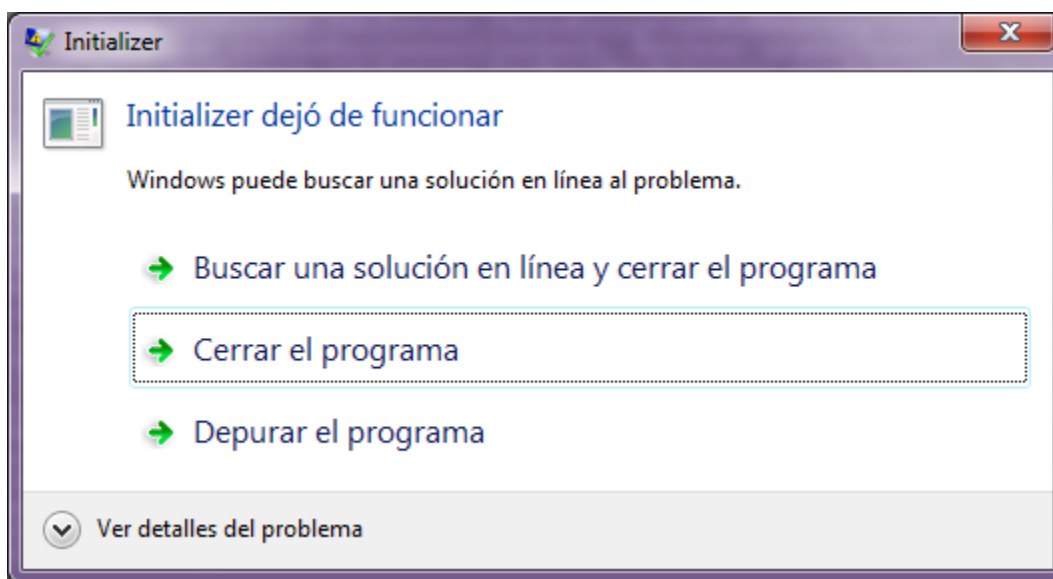 Initializer
Initializer dejó de funcionar
Windows puede buscar una solución en línea al problema.
Buscar una solución en línea y cerrar el programa
Cerrar el programa
Depurar el programa
Ver detalles del problema